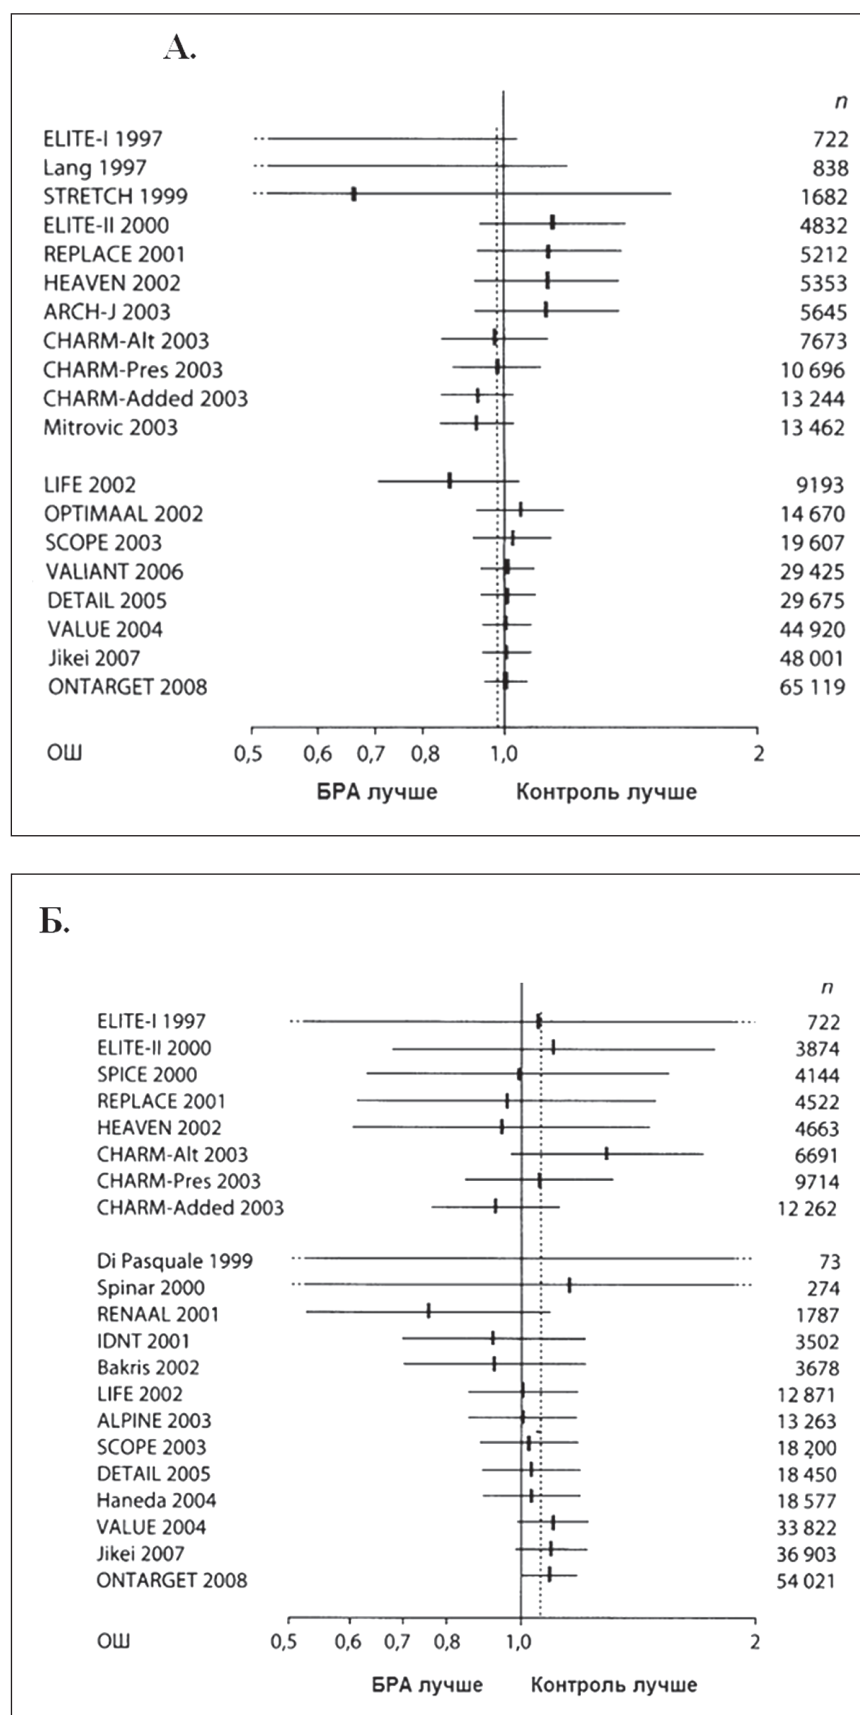 А.
n
ELITE-I 1997 722
Lang 1997 838
STRETCH 1999 1682
ELITE-II 2000 4832
REPLACE 2001 5212
HEAVEN 2002 5353
ARCH-J 2003 5645
CHARM-Alt 2003 7673
CHARM-Pres 2003 10 696
CHARM-Added 2003 13 244
Mitrovic 2003 13 462
LIFE 2002 9193
OPTIMAAL 2002 14 670
SCOPE 2003 19 607
VALIANT 2006 29 425
DETAIL 2005 29 675
VALUE 2004 44 920
Jikei 2007 48 001
ONTARGET 2008 65 119
ОШ 0,5 0,6 0,7 0,8 1,0 2
БРА лучше Контроль лучше
Б.
n
ELITE-I 1997 722
ELITE-II 2000 3874
SPICE 2000 4144
REPLACE 2001 4522
HEAVEN 2002 4663
CHARM-Alt 2003 6691
CHARM-Pres 2003 9714
CHARM-Added 2003 12 262
Di Pasquale 1999 73
Spinar 2000 274
RENAAL 2001 1787
IDNT 2001 3502
Bakris 2002 3678
LIFE 2002 12 871
ALPINE 2003 13 263
SCOPE 2003 18 200
DETAIL 2005 18 450
Haneda 2004 18 577
VALUE 2004 33 822
Jikei 2007 36 903
ONTARGET 2008 54 021
ОШ 0,5 0,6 0,7 0,8 1,0 2
БРА лучше Контроль лучше